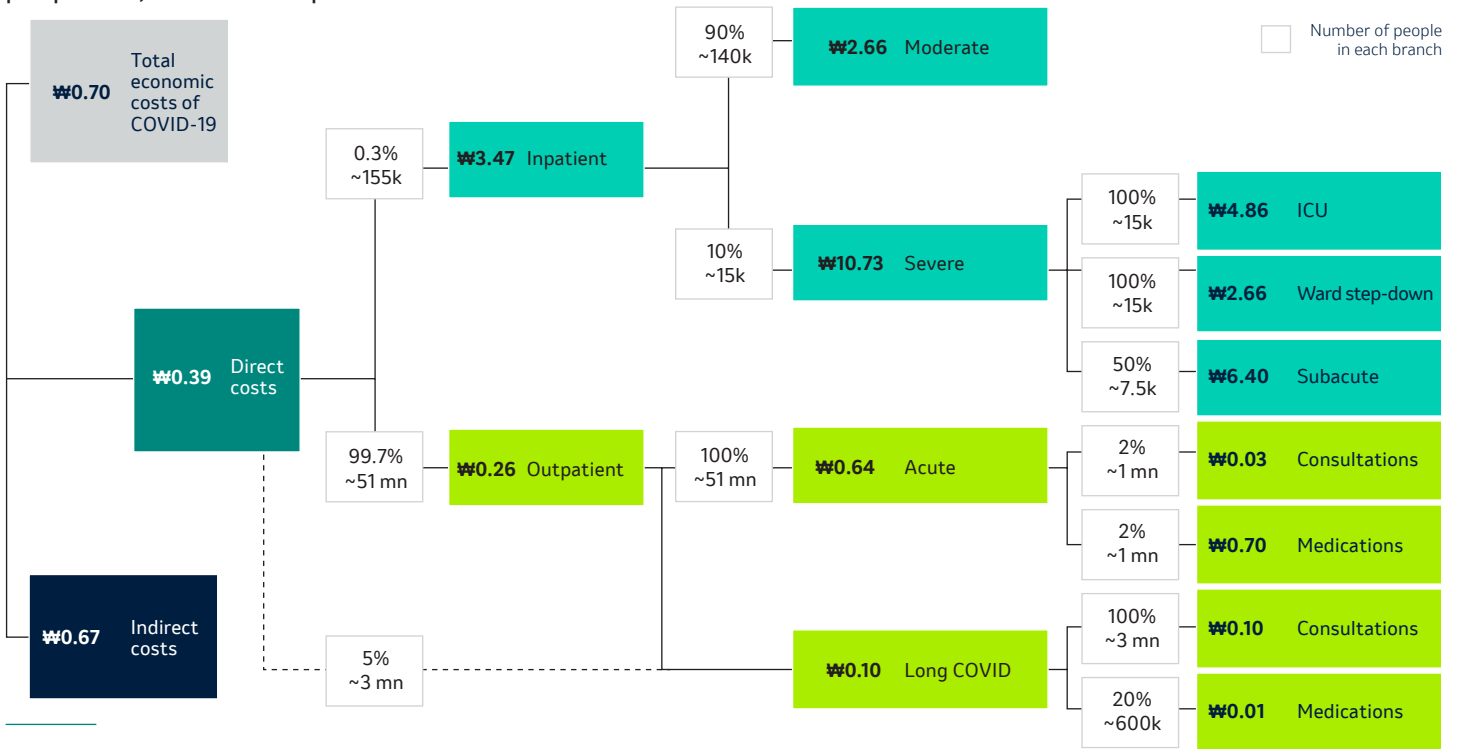 90%
~140k
₩2.66 Moderate
Number of people
in each branch
₩0.70
Total
economic
costs of
COVID-19
0.3%
~155k
₩3.47 Inpatient
10%
~15k
₩10.73 Severe
100%
~15k
₩4.86 ICU
100%
~15k
₩2.66 Ward step-down
50%
~7.5k
₩6.40 Subacute
₩0.39
Direct
costs
99.7%
~51 mn
₩0.26 Outpatient
100%
~51 mn
₩0.64 Acute
2%
~1 mn
₩0.03 Consultations
2%
~1 mn
₩0.70 Medications
₩0.67
Indirect
costs
5%
~3 mn
₩0.10 Long COVID
100%
~3 mn
₩0.10 Consultations
20%
~600k
₩0.01 Medications